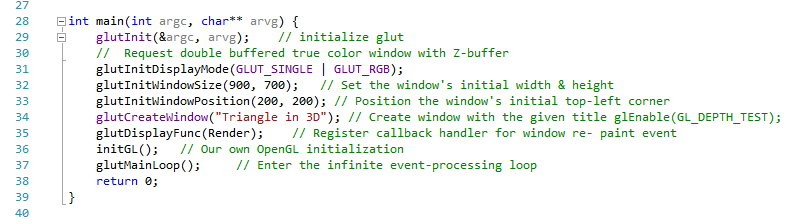 27
28 int main(int argc, char** arvg) {
29 glutInit(&argc, arvg); // initialize glut
30 // Request double buffered true color window with Z-buffer
31 glutInitDisplayMode(GLUT_SINGLE | GLUT_RGB);
32 glutInitWindowSize(900, 700); // Set the window's initial width & height
33 glutInitWindowPosition(200, 200); // Position the window's initial top-left corner
34 glutCreateWindow("Triangle in 3D"); // Create window with the given title glEnable(GL_DEPTH_TEST);
35 glutDisplayFunc(Render); // Register callback handler for window re- paint event
36 initGL(); // Our own OpenGL initialization
37 glutMainLoop(); // Enter the infinite event-processing loop
38 return 0;
39 }
40